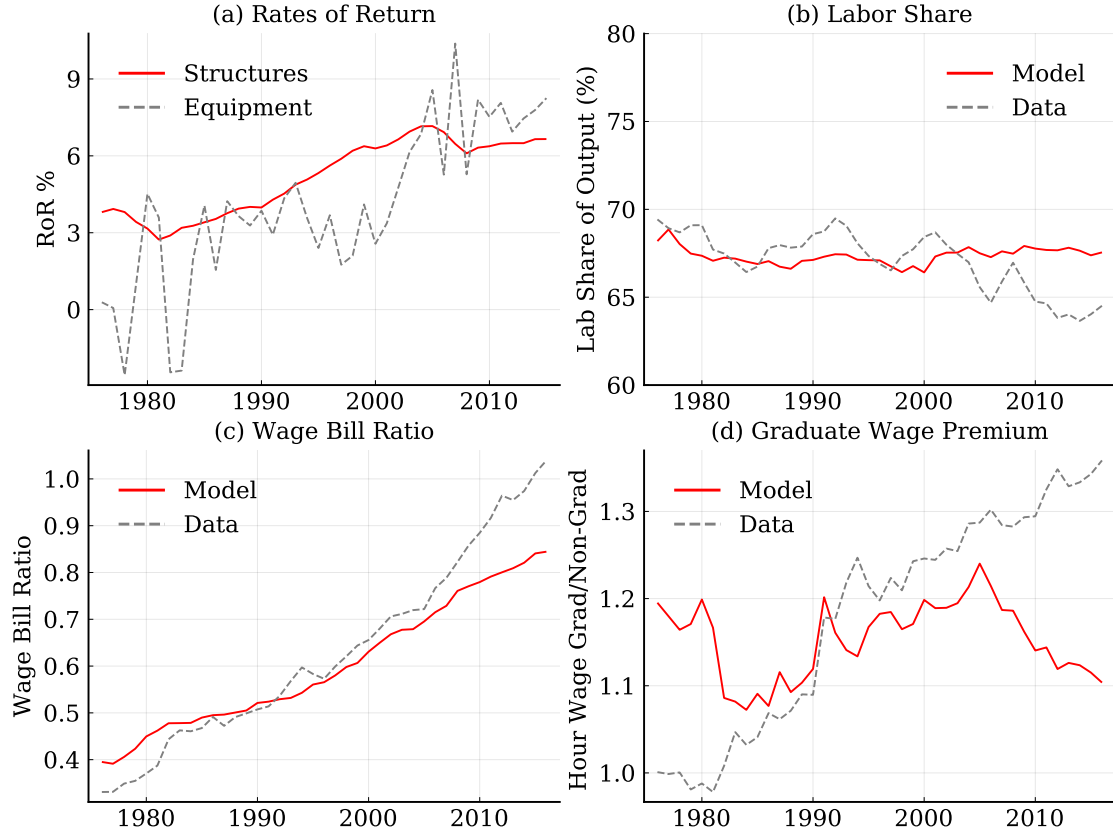 (a) Rates of Return
RoR %
9
6
3
0
Structures
Equipment
1980 1990 2000 2010
(b) Labor Share
Lab Share of Output (%)
80
75
70
65
60
Model
Data
1980 1990 2000 2010
(c) Wage Bill Ratio
Wage Bill Ratio
1.0
0.9
0.8
0.7
0.6
0.5
0.4
Model
Data
1980 1990 2000 2010
(d) Graduate Wage Premium
Hour Wage Grad/Non-Grad
1.3
1.2
1.1
1.0
Model
Data
1980 1990 2000 2010